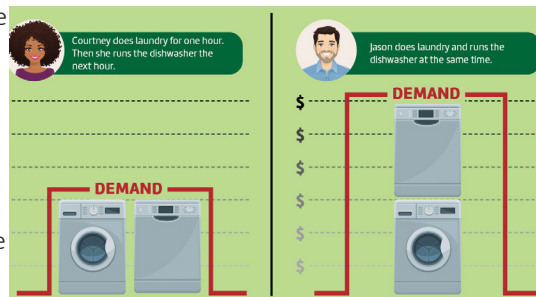 e
Courtney does laundry for one hour.
Then she runs the dishwasher the
next hour.
DEMAND
e
Jason does laundry and runs the
dishwasher at the same time.
DEMAND
$
$
$
$
$
$